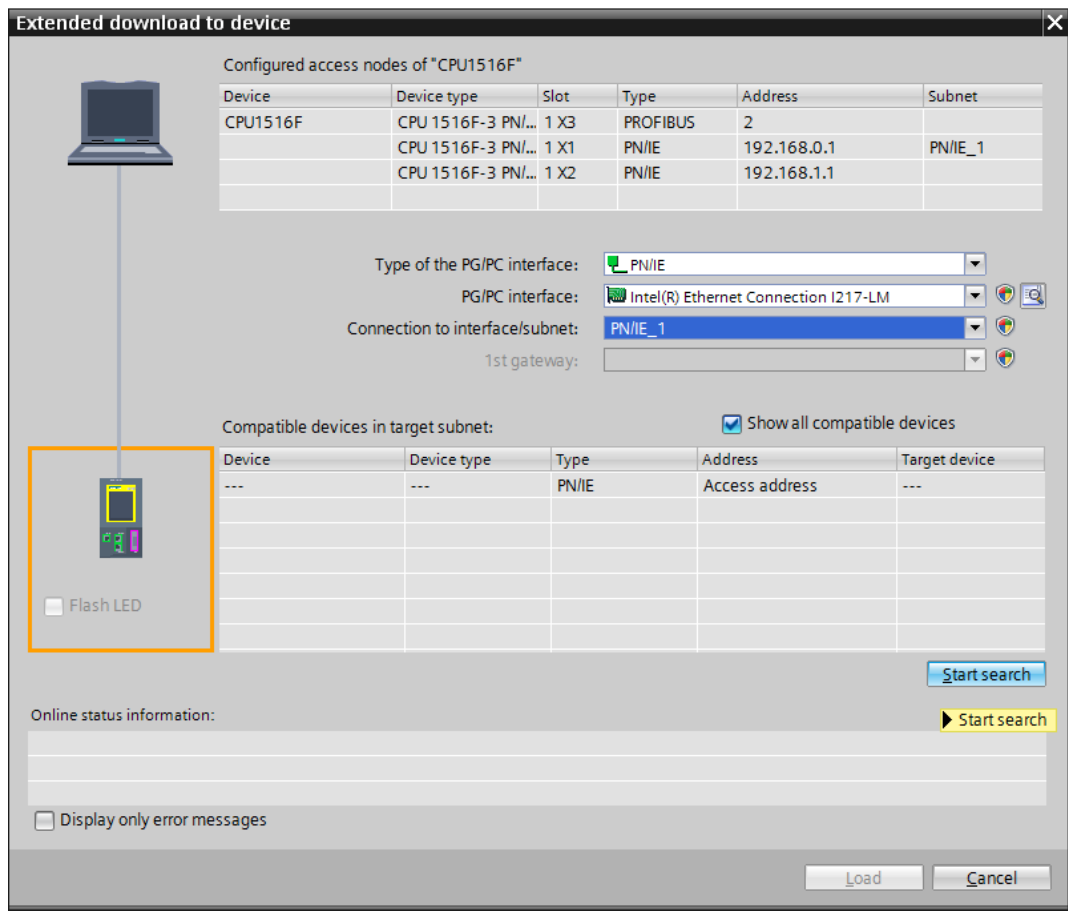 Extended download to device
Configured access nodes of "CPU1516F"
Device Device type Slot Type Address Subnet
CPU1516F CPU 1516F-3 PN/... 1 X3 PROFIBUS 2
CPU 1516F-3 PN/... 1 X1 PN/IE 192.168.0.1 PN/IE_1
CPU 1516F-3 PN/... 1 X2 PN/IE 192.168.1.1
Type of the PG/PC interface: PN/IE
PG/PC interface: Intel(R) Ethernet Connection I217-LM
Connection to interface/subnet: PN/IE_1
1st gateway:
Compatible devices in target subnet: Show all compatible devices
Device Device type Type Address Target device
--- --- PN/IE Access address ---
Flash LED
Start search
Online status information:
Start search
Display only error messages
Load Cancel